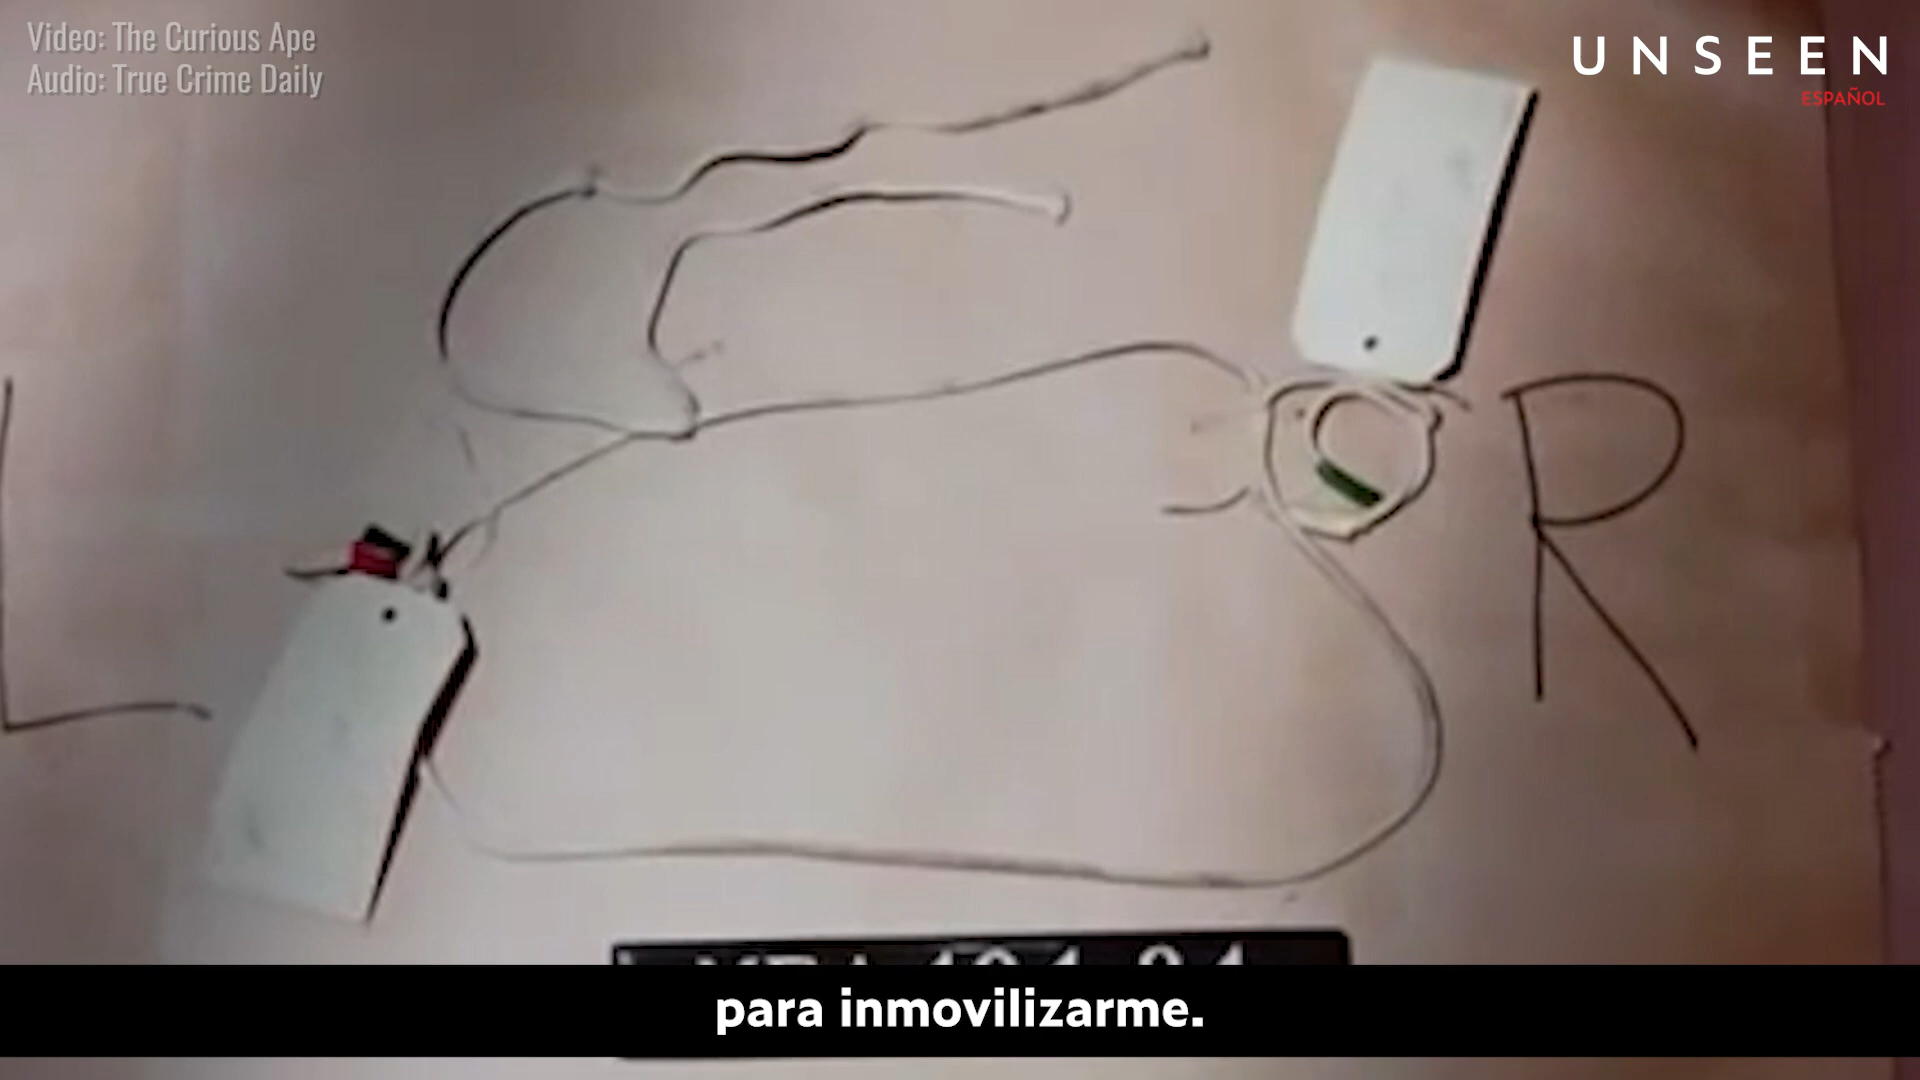 Video: The Curious Ape
Audio: True Crime Daily
UNSEEN
ESPAÑOL
L
R
para inmovilizarme.